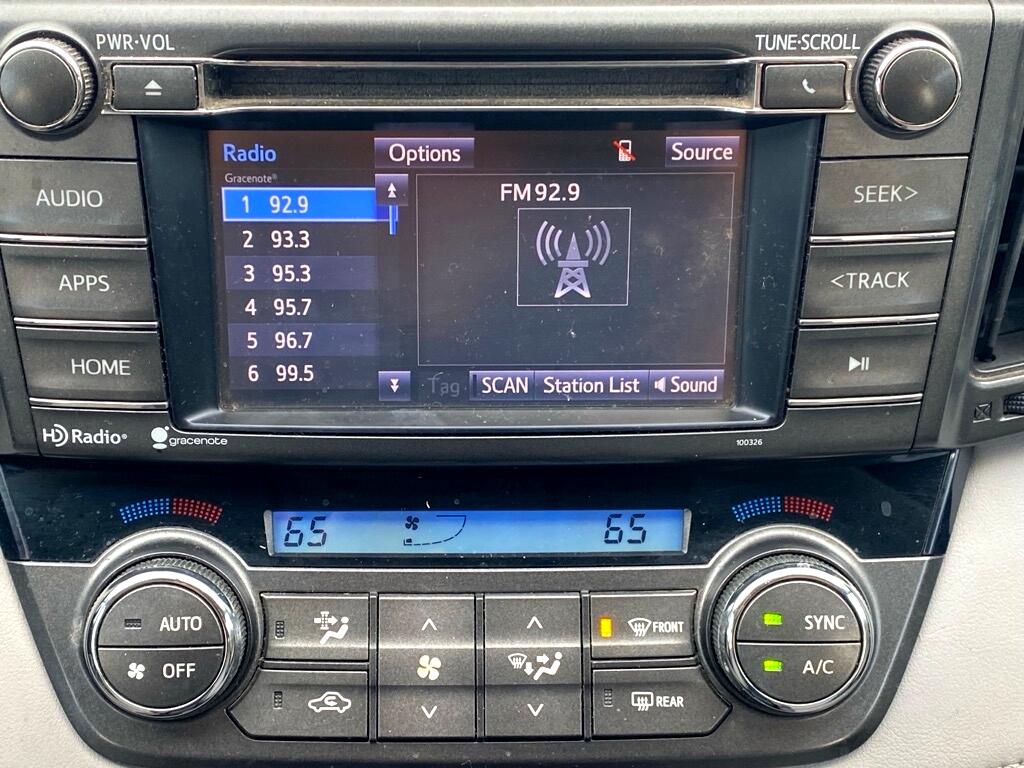 PWR·VOL
TUNE·SCROLL
AUDIO
APPS
HOME
Radio
Options
Source
Gracenote®
1 92.9
2 93.3
3 95.3
4 95.7
5 96.7
6 99.5
FM 92.9
Tag
SCAN
Station List
Sound
SEEK>
<TRACK
HD Radio®
gracenote
100326
65
65
AUTO
OFF
FRONT
REAR
SYNC
A/C